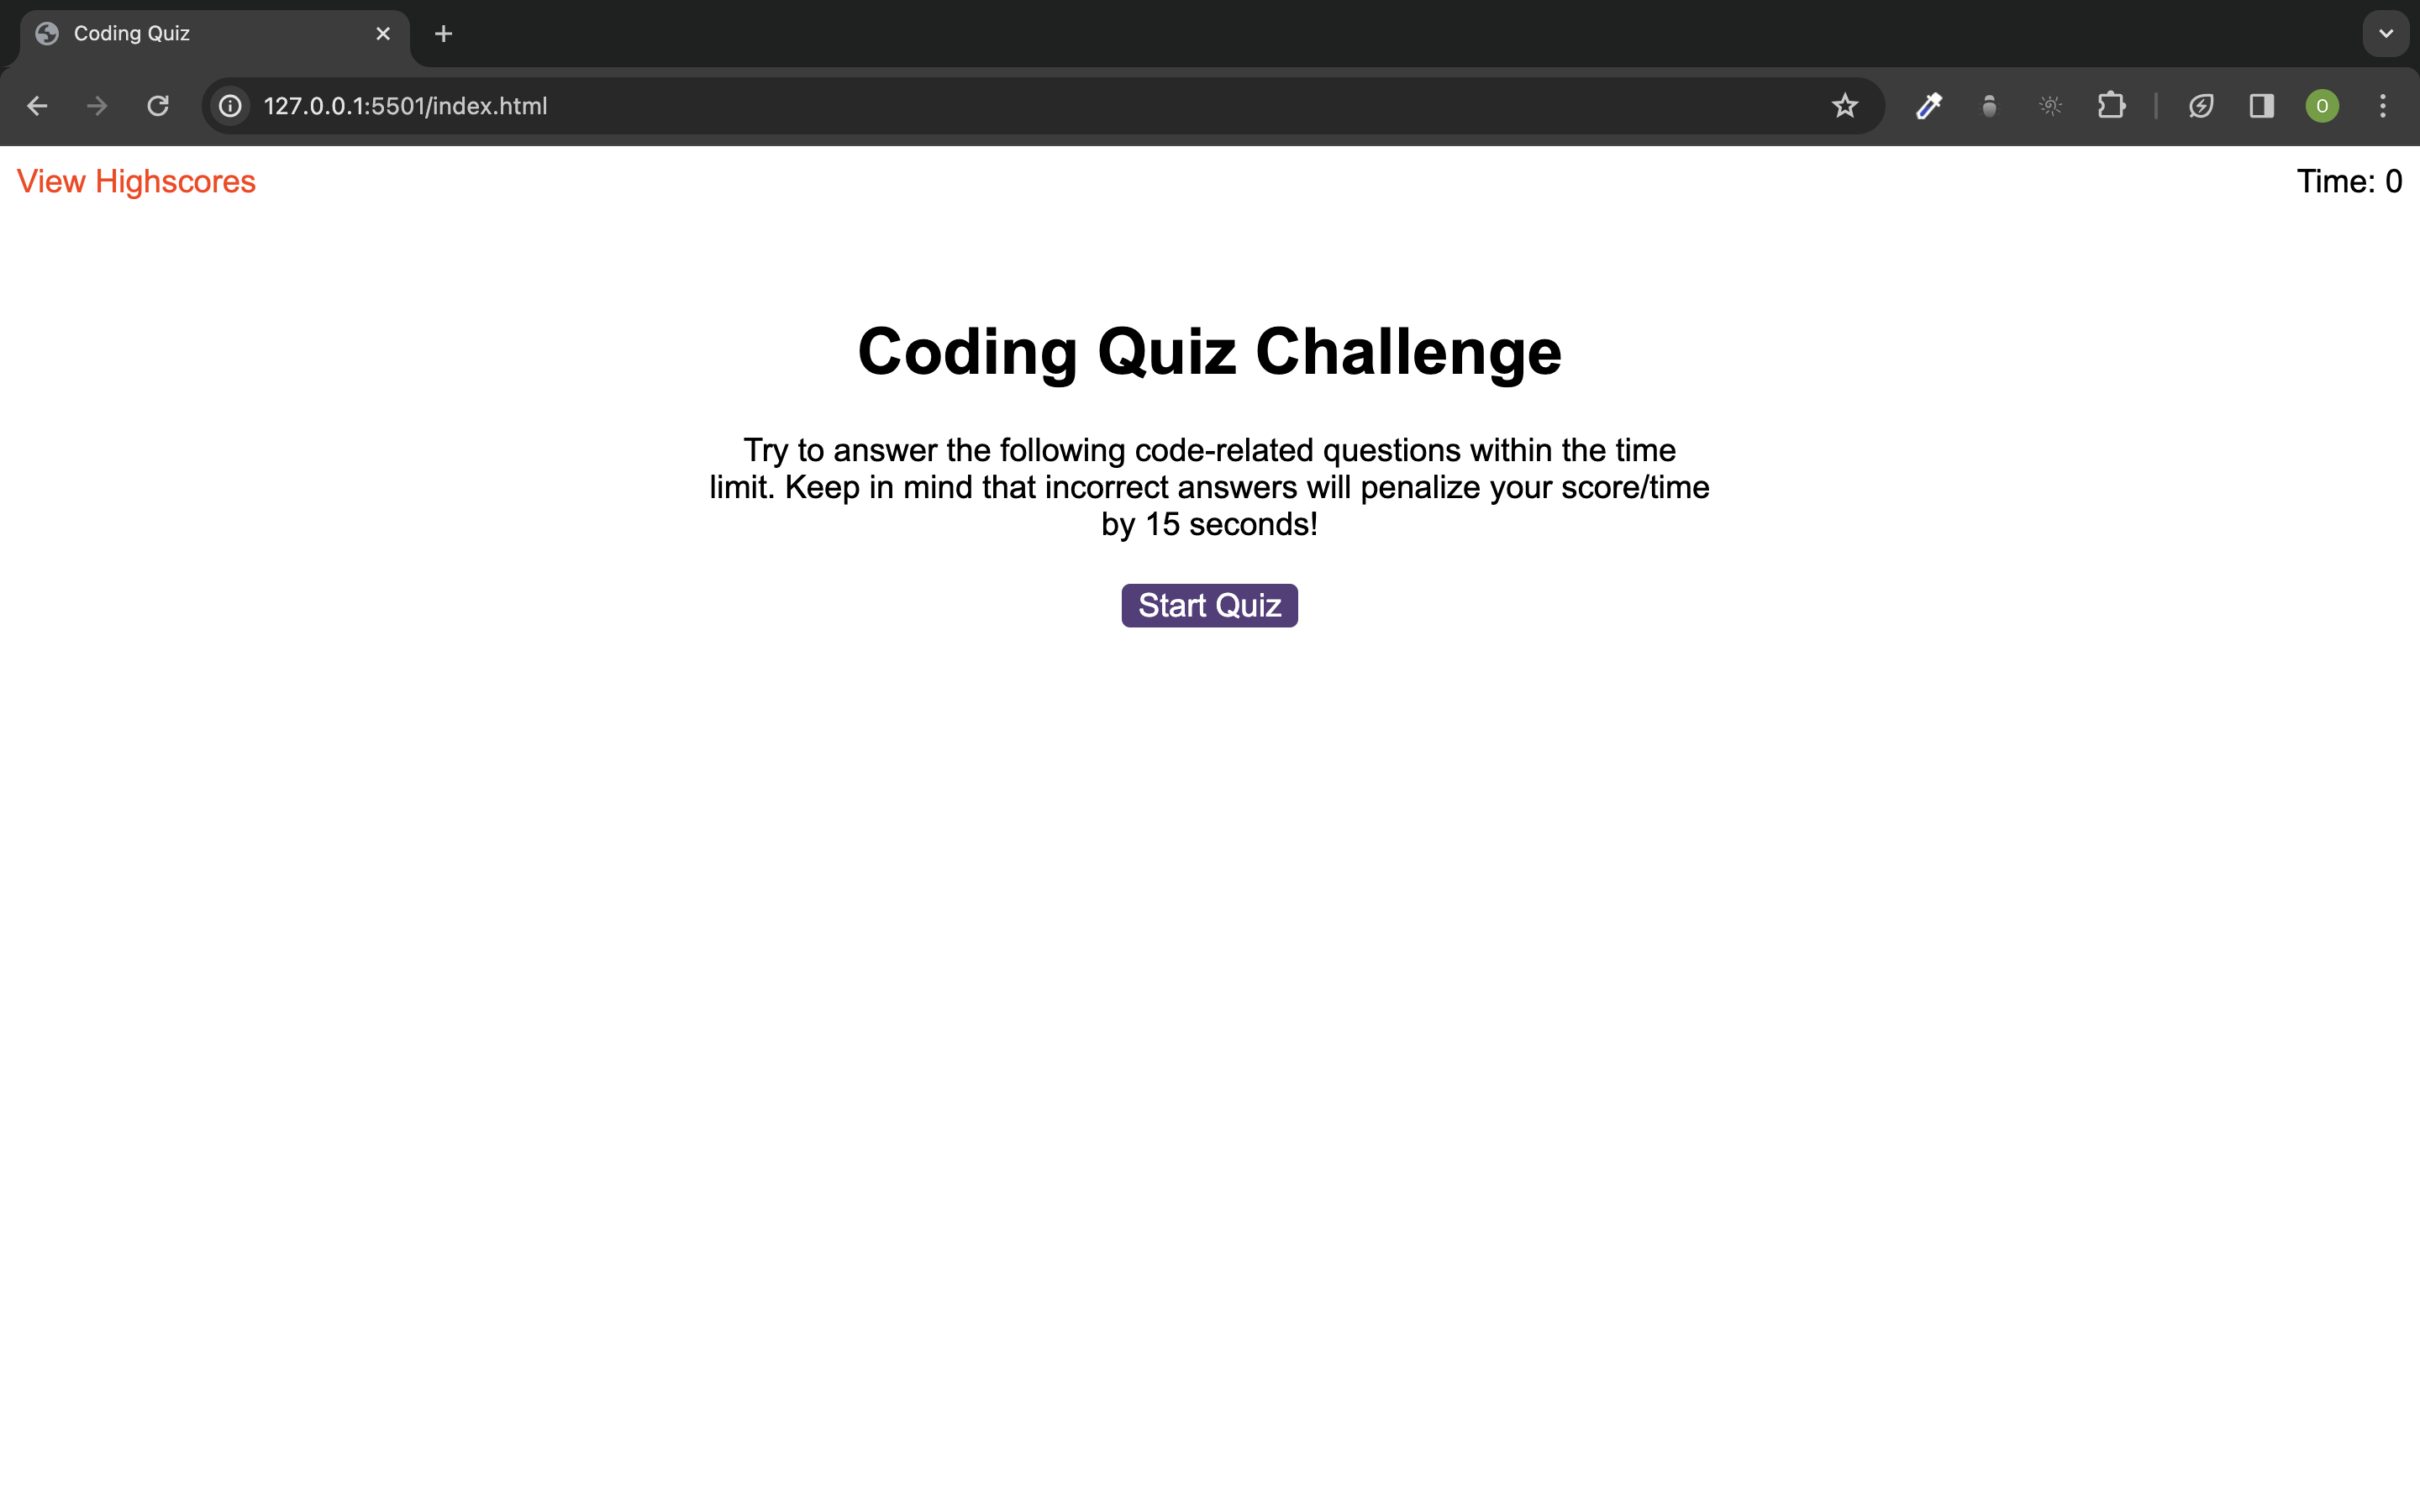 Coding Quiz
127.0.0.1:5501/index.html
O
View Highscores
Time: 0
Coding Quiz Challenge
Try to answer the following code-related questions within the time
limit. Keep in mind that incorrect answers will penalize your score/time
by 15 seconds!
Start Quiz